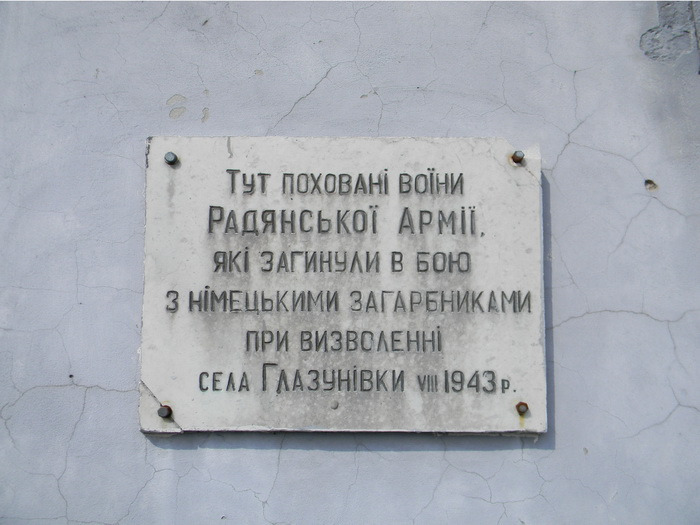 Тут поховані воїни
Радянської Армії,
які загинули в бою
з німецькими загарбниками
при визволенні
села Глазунівки VIII 1943 р.